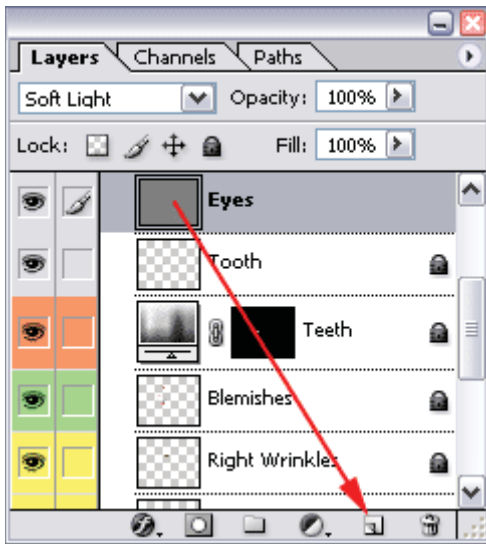 Layers Channels Paths
Soft Light Opacity: 100%
Lock: Fill: 100%
Eyes
Tooth
Teeth
Blemishes
Right Wrinkles